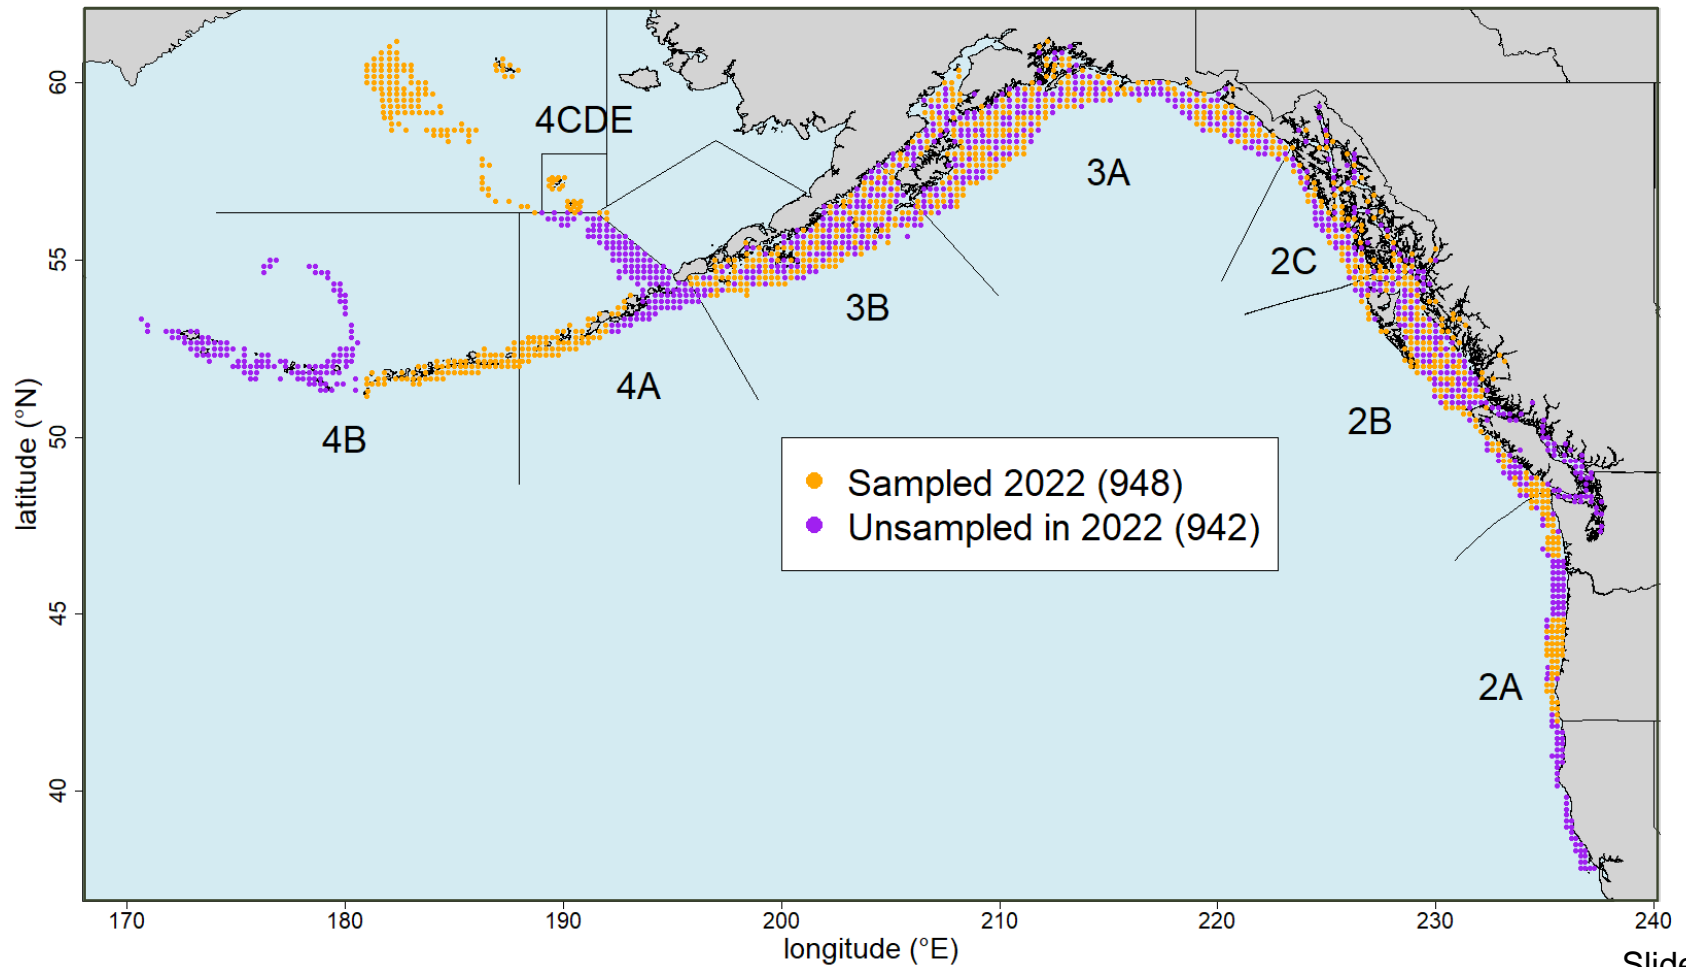 60
55
50
45
40
latitude (°N)
4CDE
3A
2C
3B
4A
2B
4B
Sampled 2022 (948)
Unsampled in 2022 (942)
2A
170
180
190
200
210
220
230
240
longitude (°E)